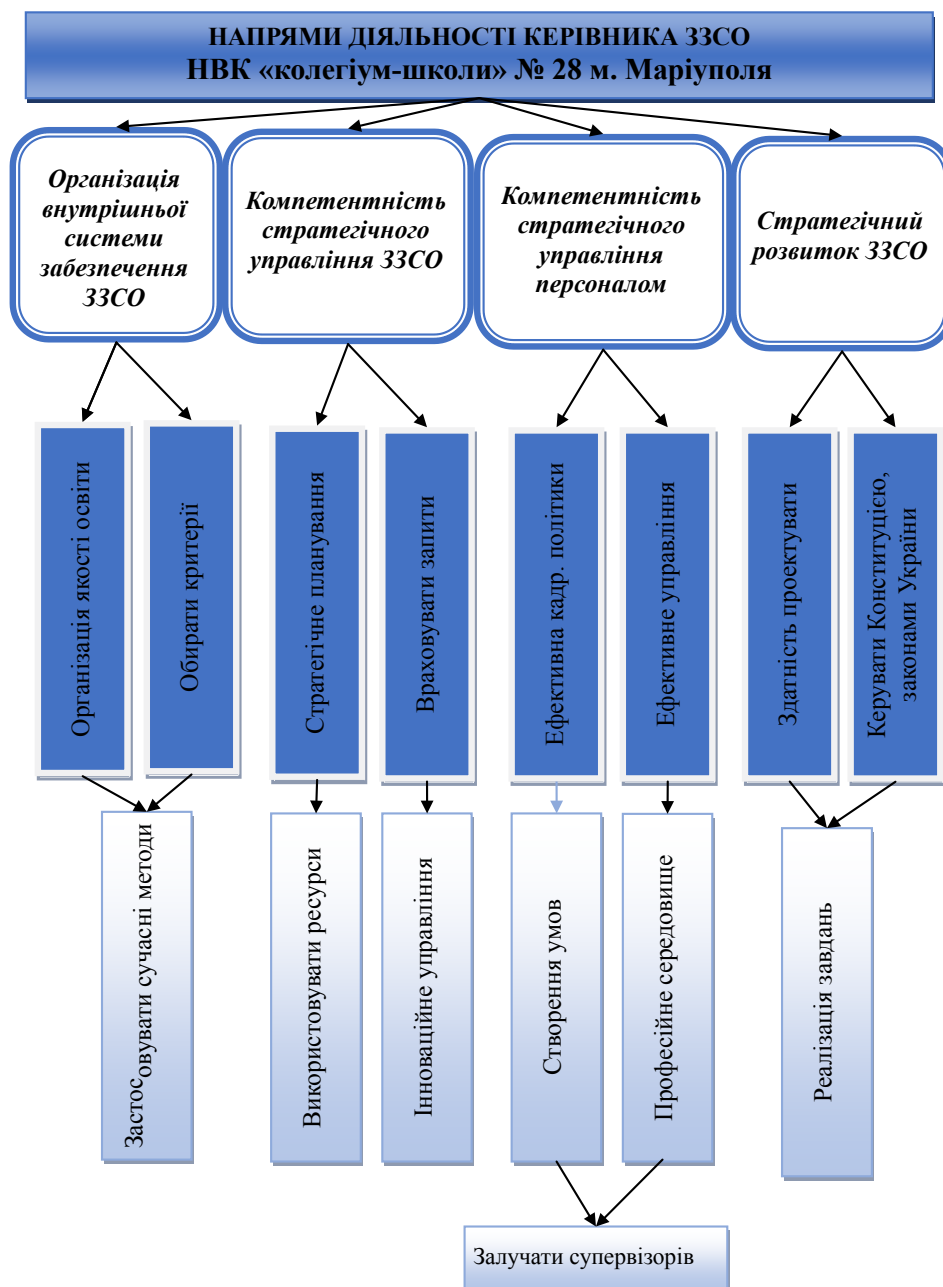 НАПРЯМИ ДІЯЛЬНОСТІ КЕРІВНИКА ЗЗСО
НВК «колегіум-школи» № 28 м. Маріуполя
Організація
внутрішньої
системи
забезпечення
ЗЗСО
Компетентність
стратегічного
управління ЗЗСО
Компетентність
стратегічного
управління
персоналом
Стратегічний
розвиток ЗЗСО
Організація якості освіти
Обирати критерії
Стратегічне планування
Враховувати запити
Ефективна кадр. політики
Ефективне управління
Здатність проектувати
Керувати Конституцією,
законами України
Застосовувати сучасні методи
Використовувати ресурси
Інноваційне управління
Створення умов
Професійне середовище
Реалізація завдань
Залучати супервізорів